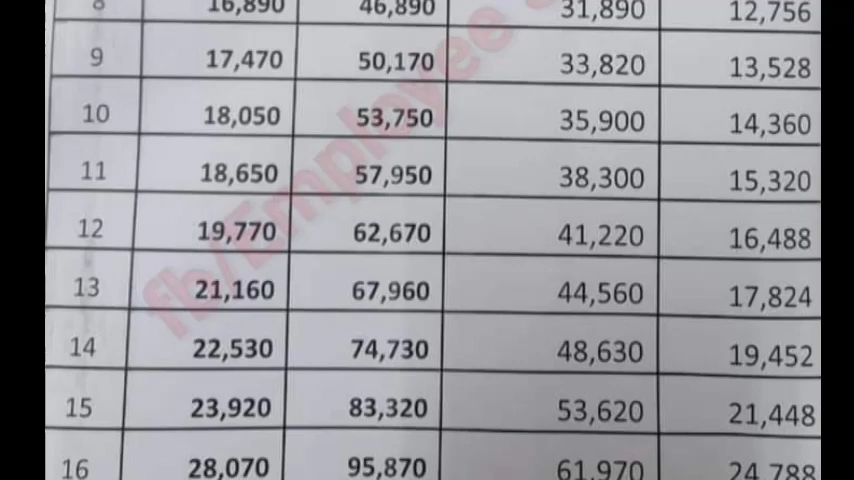 8 16,890 46,890 31,890 12,756
9 17,470 50,170 33,820 13,528
10 18,050 53,750 35,900 14,360
11 18,650 57,950 38,300 15,320
12 19,770 62,670 41,220 16,488
13 21,160 67,960 44,560 17,824
14 22,530 74,730 48,630 19,452
15 23,920 83,320 53,620 21,448
16 28,070 95,870 61,970 24,788
fb/Employee